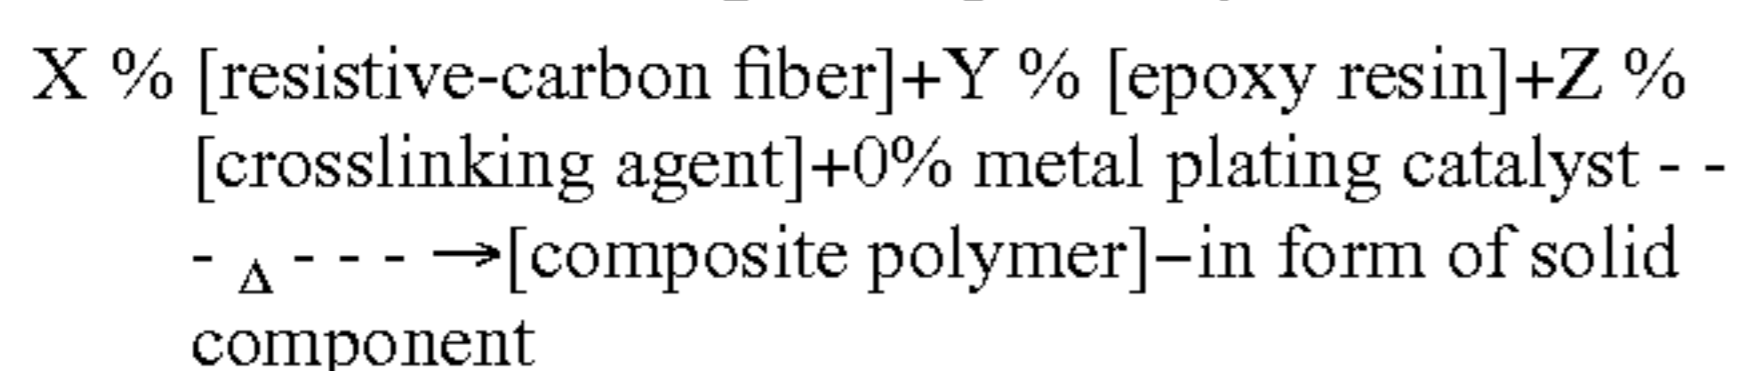 X % [resistive-carbon fiber]+Y % [epoxy resin]+Z %
[crosslinking agent]+0% metal plating catalyst - -
- Δ - - - →[composite polymer]–in form of solid
component